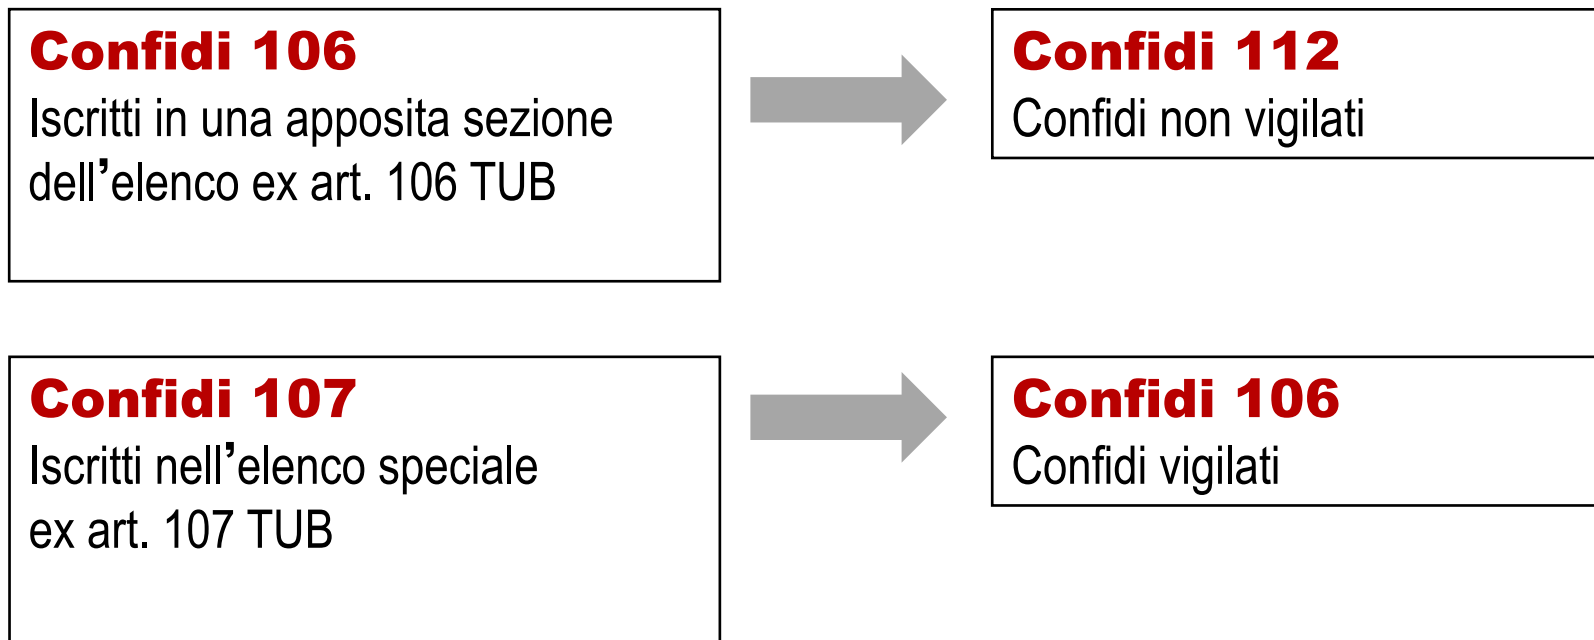 Confidi 106
Iscritti in una apposita sezione
dell’elenco ex art. 106 TUB
Confidi 112
Confidi non vigilati
Confidi 107
Iscritti nell’elenco speciale
ex art. 107 TUB
Confidi 106
Confidi vigilati